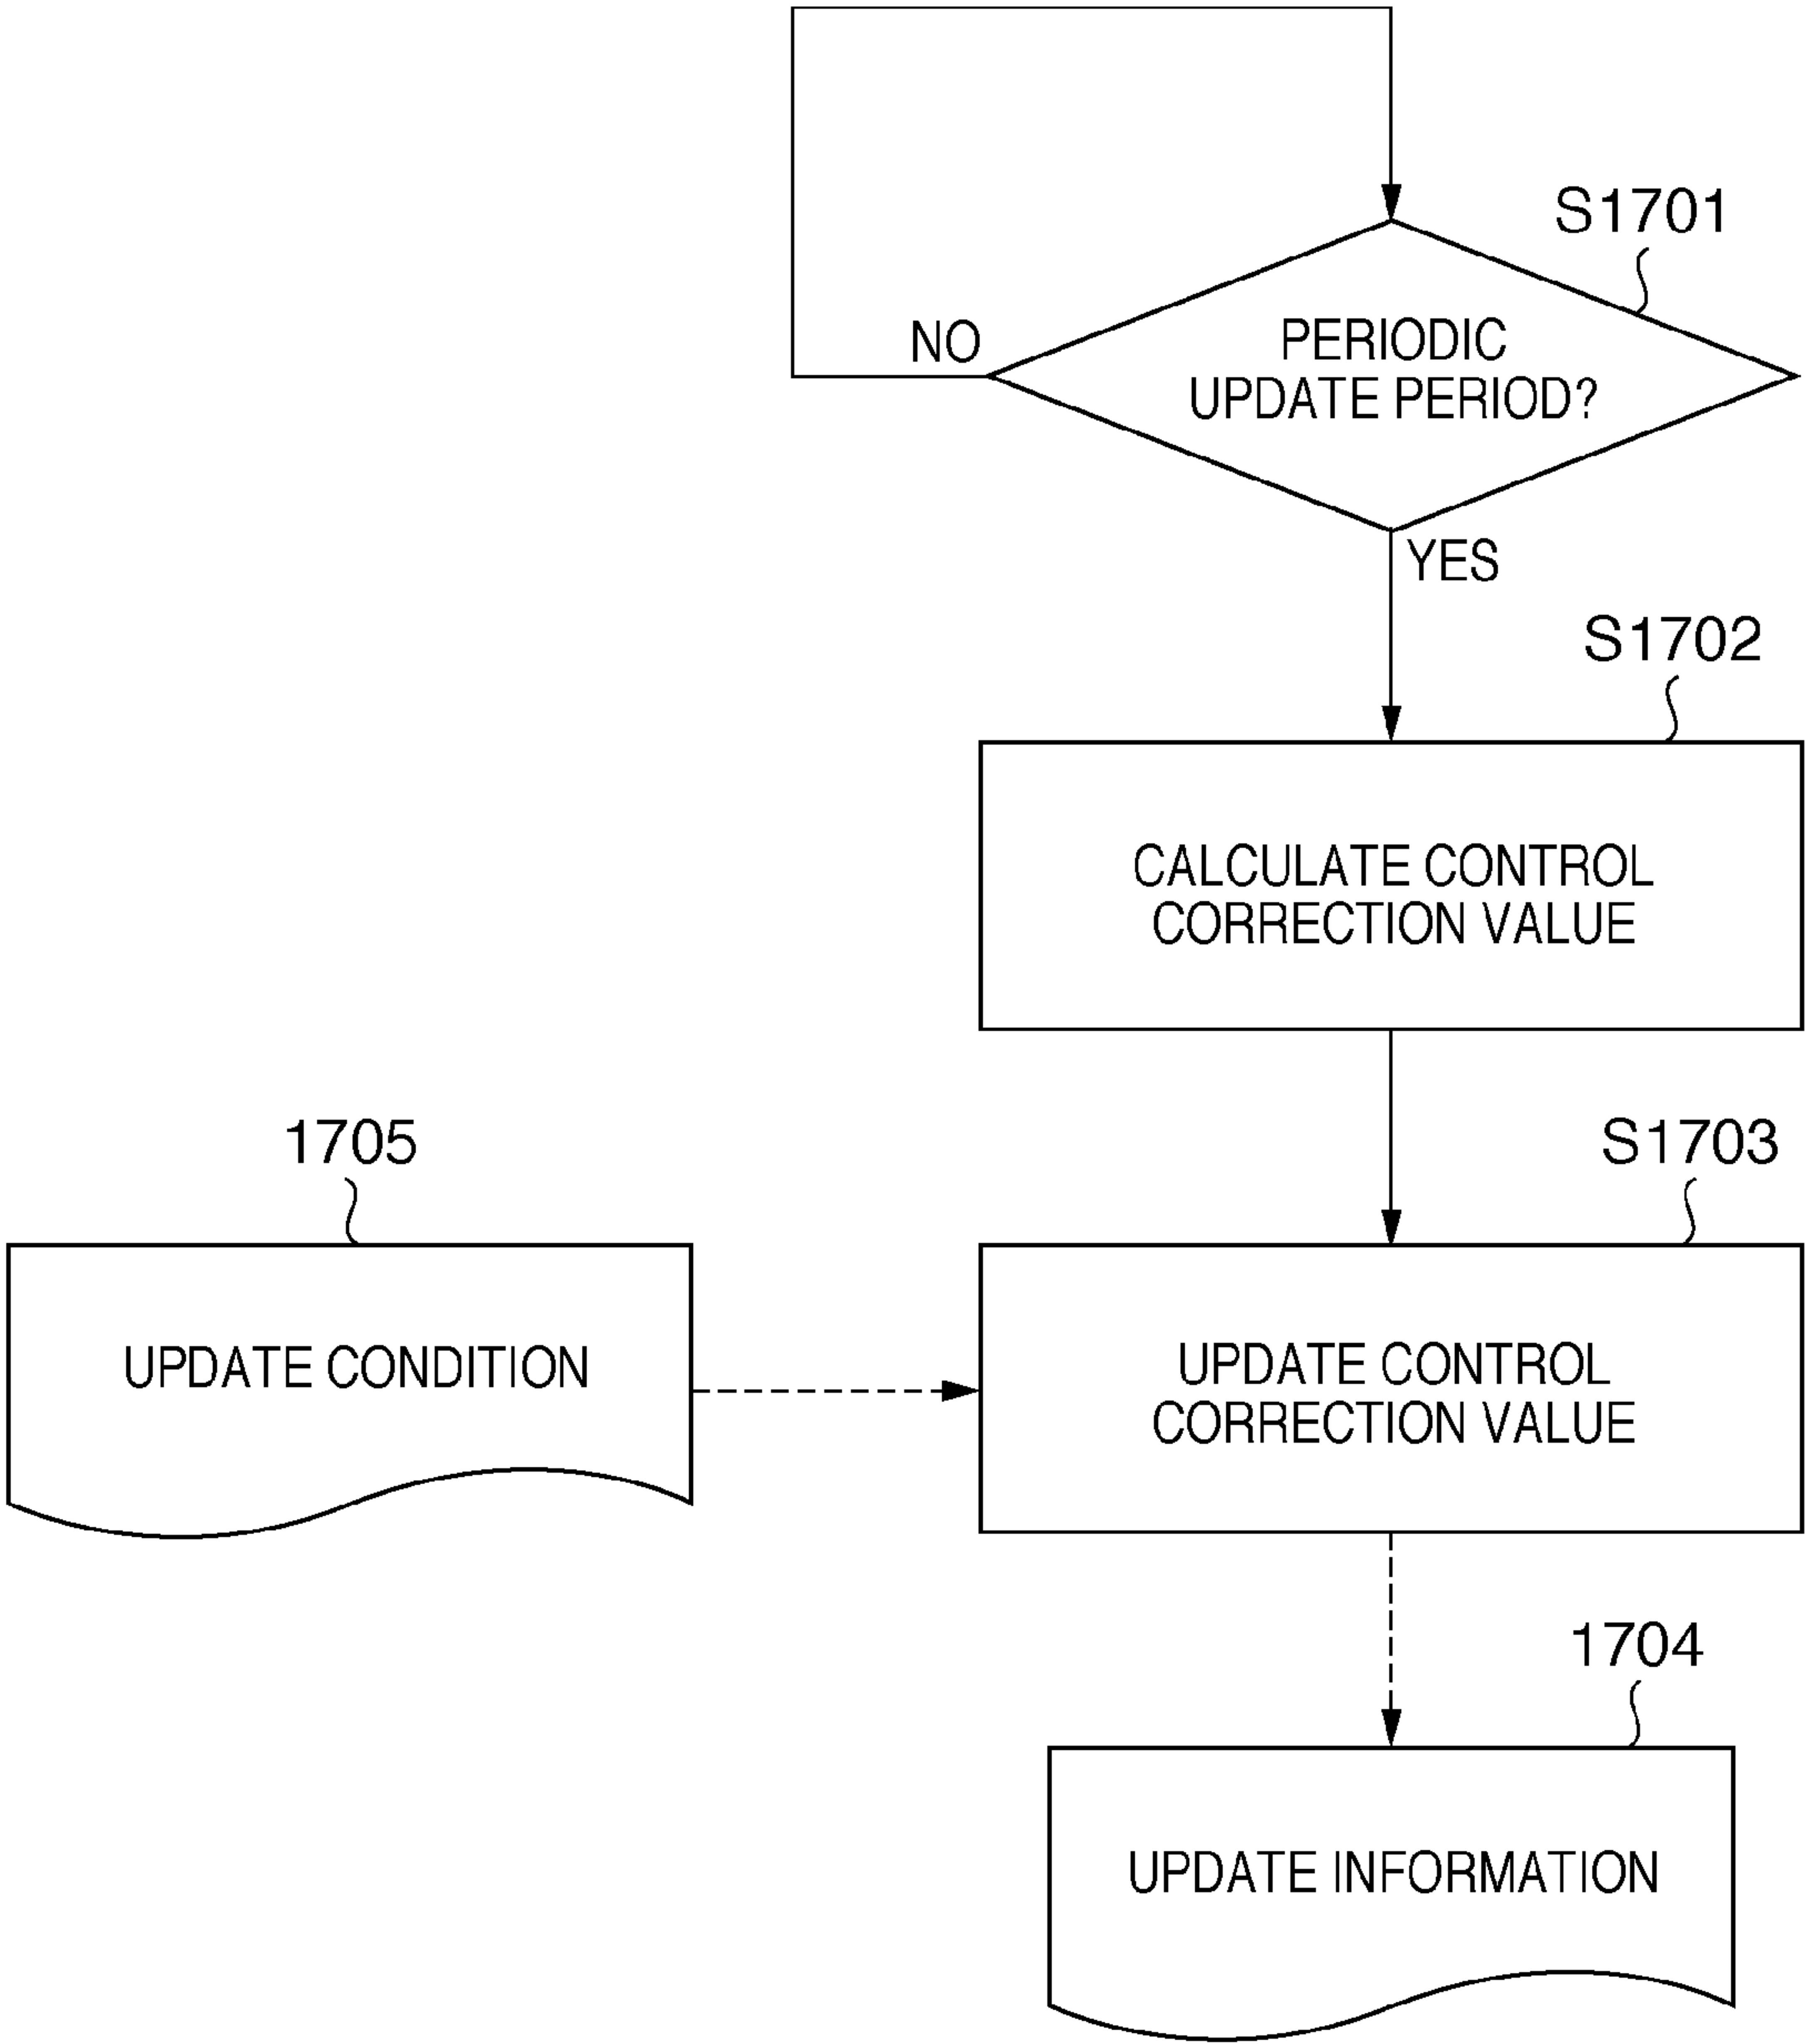 S1701
PERIODIC
UPDATE PERIOD?
NO
YES
S1702
CALCULATE CONTROL
CORRECTION VALUE
1705
S1703
UPDATE CONDITION
UPDATE CONTROL
CORRECTION VALUE
1704
UPDATE INFORMATION